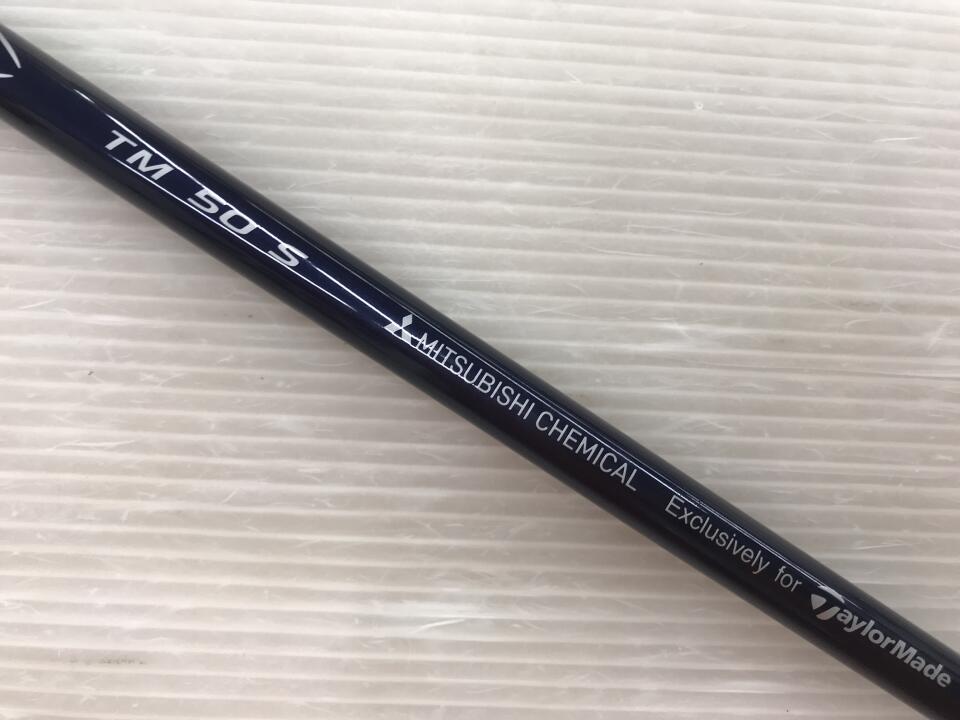 TM 50 S
MITSUBISHI CHEMICAL
Exclusively for TaylorMade